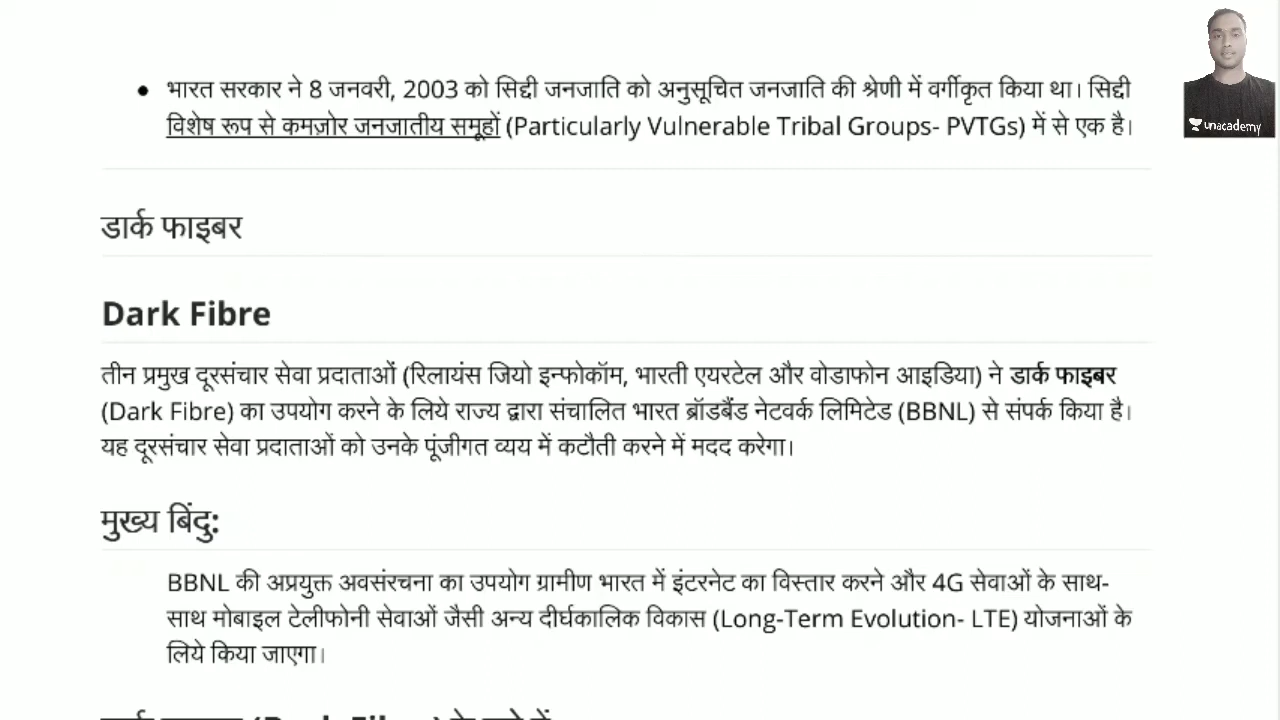 भारत सरकार ने 8 जनवरी, 2003 को सिद्दी जनजाति को अनुसूचित जनजाति की श्रेणी में वर्गीकृत किया था। सिद्दी
विशेष रूप से कमज़ोर जनजातीय समूहों (Particularly Vulnerable Tribal Groups- PVTGs) में से एक है।
unacademy
डार्क फाइबर
Dark Fibre
तीन प्रमुख दूरसंचार सेवा प्रदाताओं (रिलायंस जियो इन्फोकॉम, भारती एयरटेल और वोडाफोन आइडिया) ने डार्क फाइबर
(Dark Fibre) का उपयोग करने के लिये राज्य द्वारा संचालित भारत ब्रॉडबैंड नेटवर्क लिमिटेड (BBNL) से संपर्क किया है।
यह दूरसंचार सेवा प्रदाताओं को उनके पूंजीगत व्यय में कटौती करने में मदद करेगा।
मुख्य बिंदु:
BBNL की अप्रयुक्त अवसंरचना का उपयोग ग्रामीण भारत में इंटरनेट का विस्तार करने और 4G सेवाओं के साथ-
साथ मोबाइल टेलीफोनी सेवाओं जैसी अन्य दीर्घकालिक विकास (Long-Term Evolution- LTE) योजनाओं के
लिये किया जाएगा।